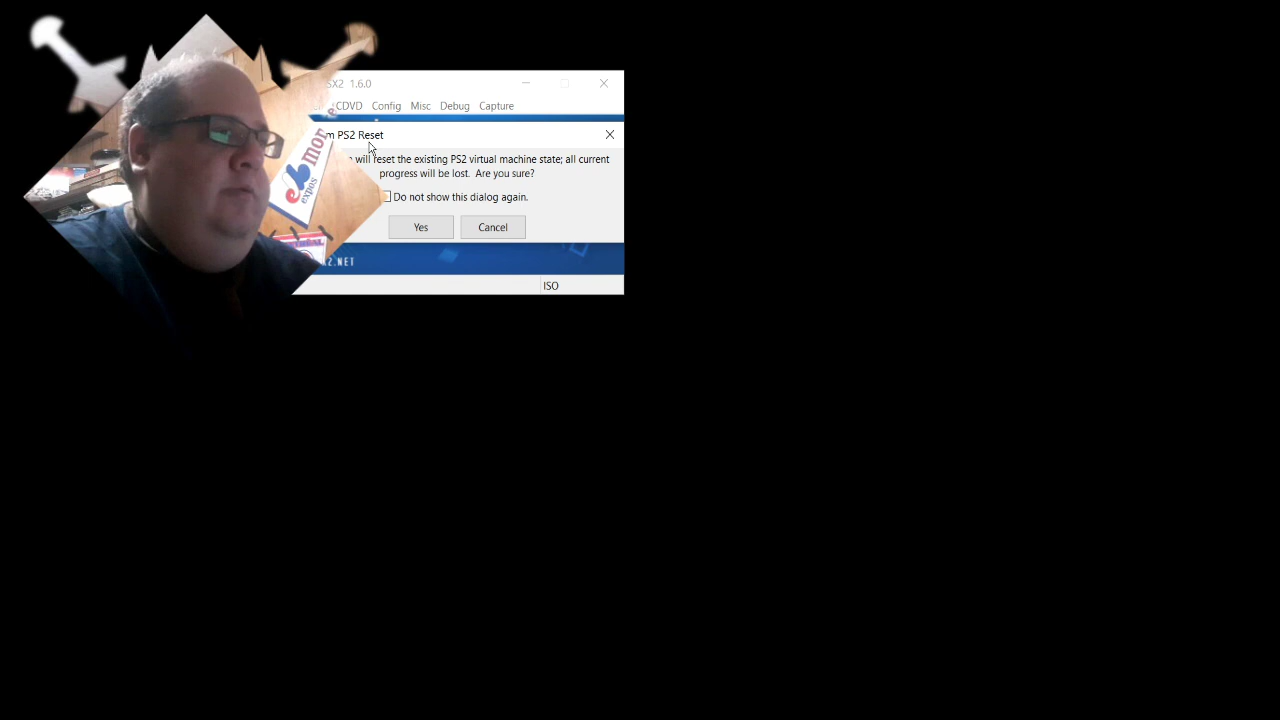 SX2 1.6.0
CDVD Config Misc Debug Capture
m PS2 Reset
will reset the existing PS2 virtual machine state; all current
progress will be lost. Are you sure?
Do not show this dialog again.
Yes Cancel
expos
2.NET
ISO